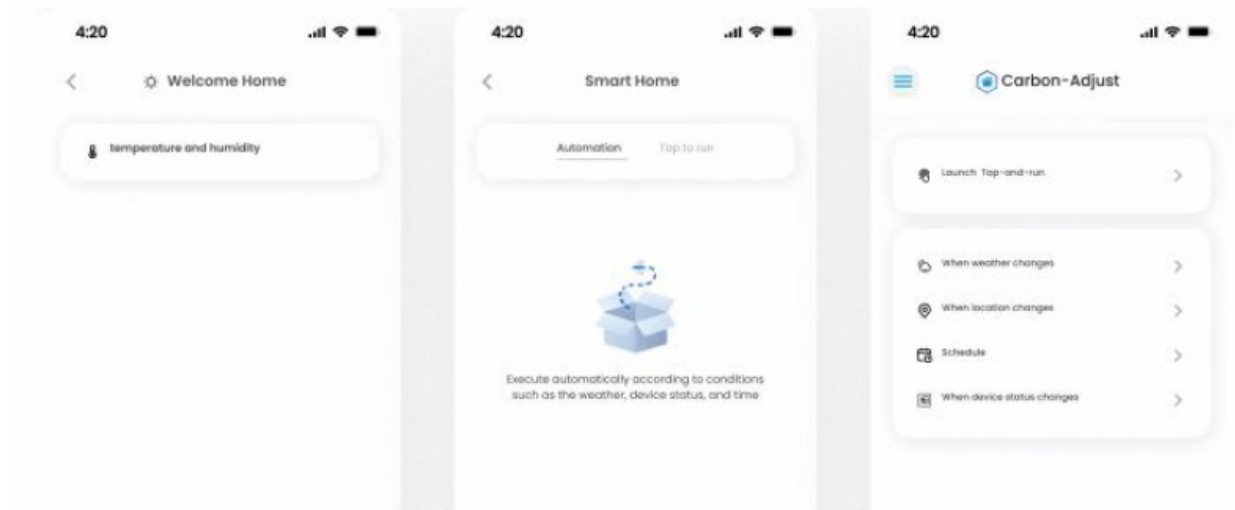 4:20
Welcome Home
temperature and humidity
4:20
Smart Home
Automation Tap to run
Execute automatically according to conditions
such as the weather, device status, and time
4:20
Carbon-Adjust
Launch Tap-and-run
When weather changes
When location changes
Schedule
When device status changes